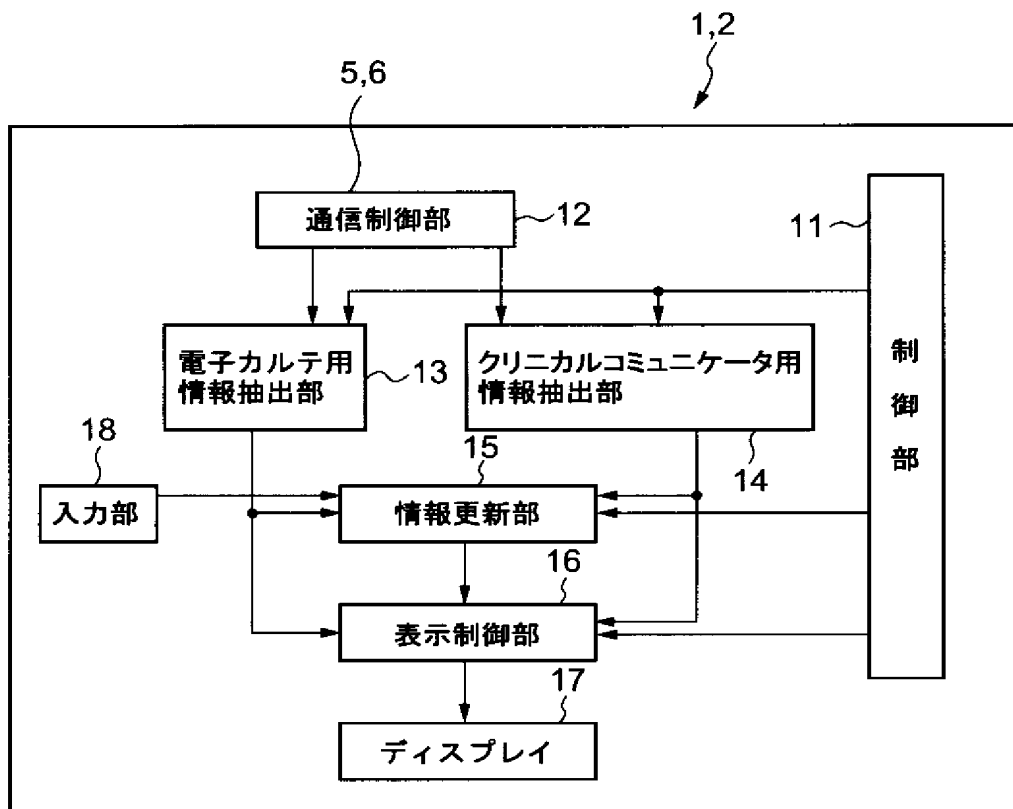 1,2
5,6
通信制御部
12
11
電子カルテ用
情報抽出部
13
クリニカルコミュニケータ用
情報抽出部
14
制御部
18
入力部
15
情報更新部
16
表示制御部
17
ディスプレイ